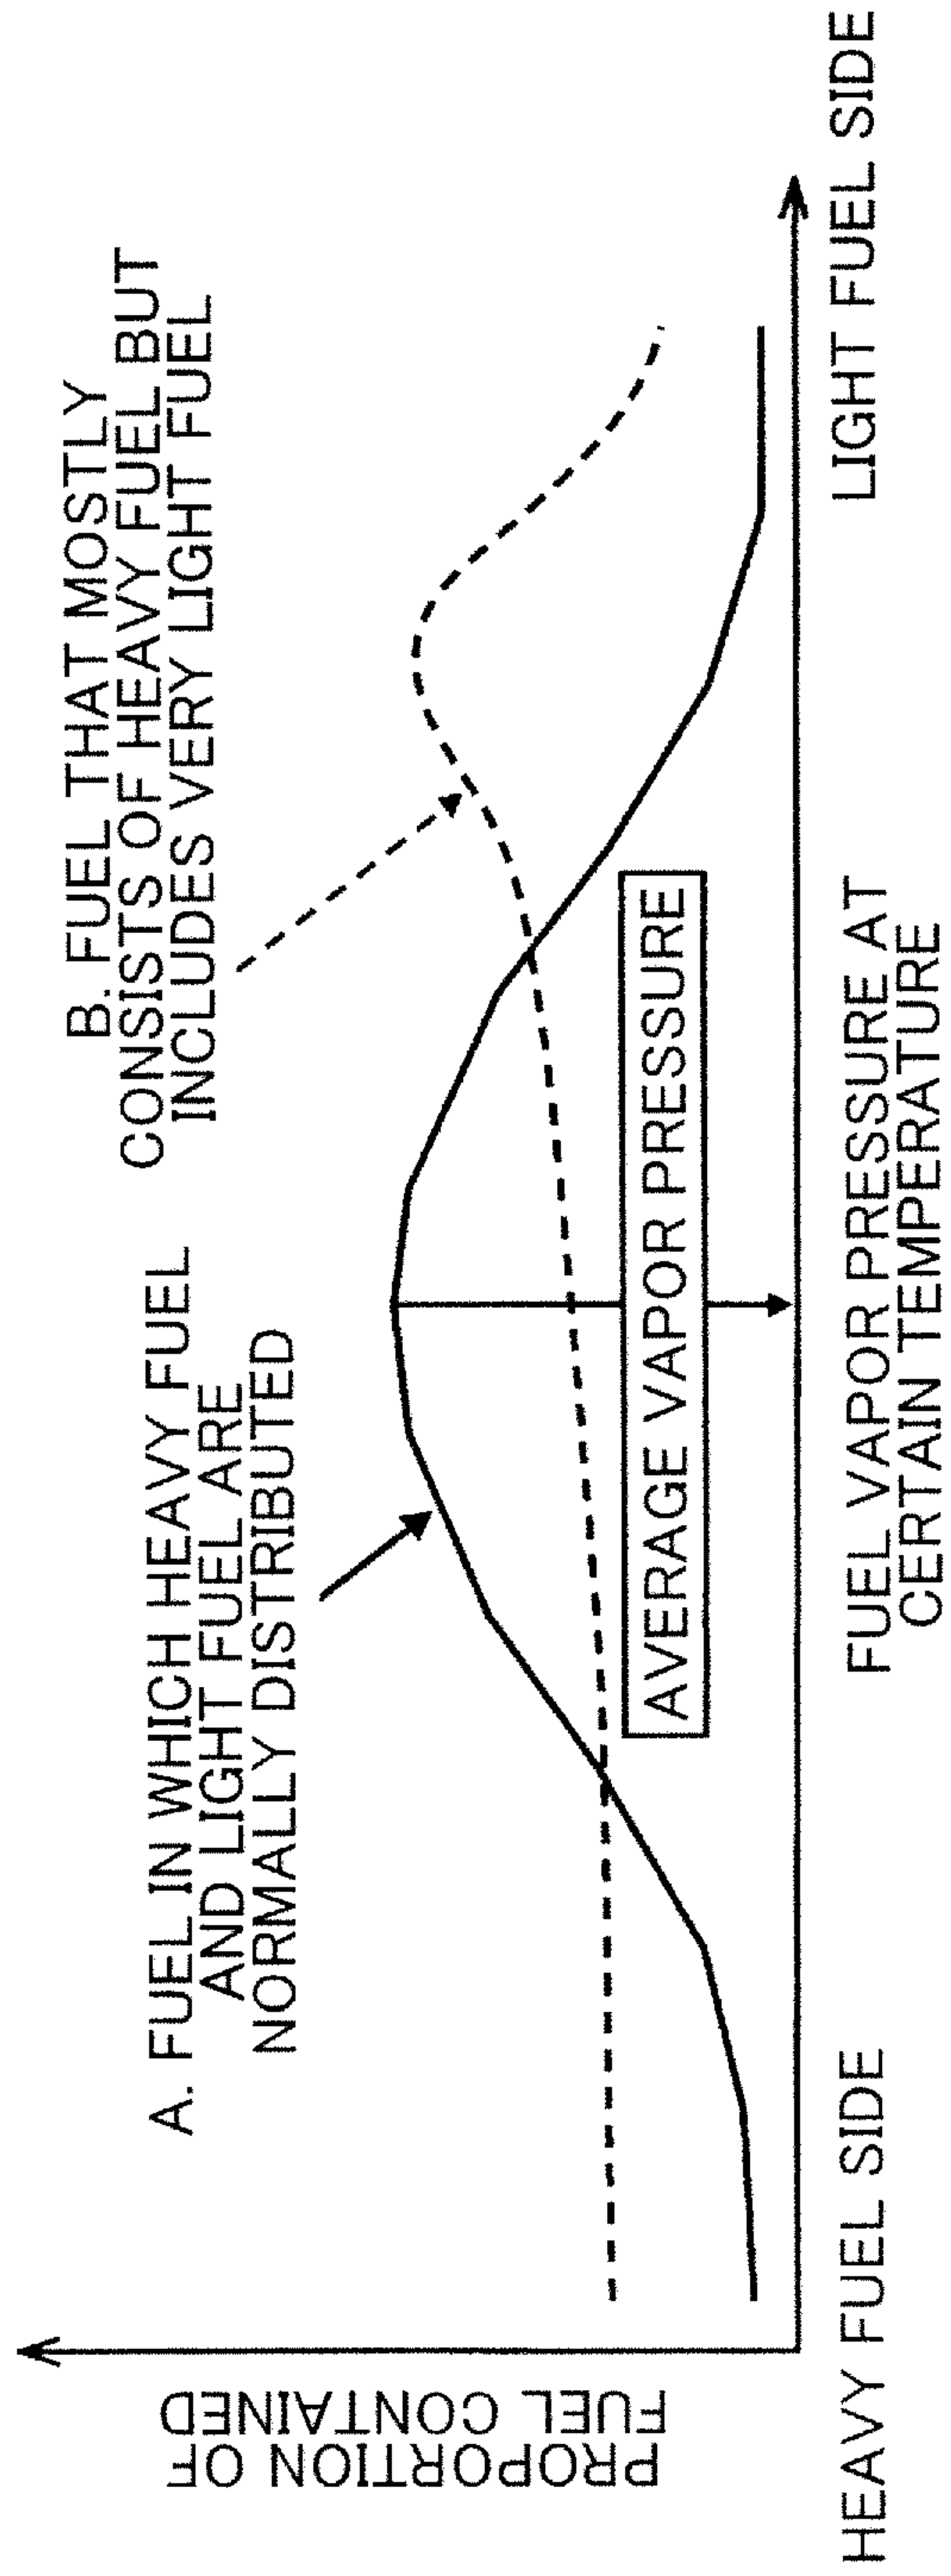 A. FUEL IN WHICH HEAVY FUEL
AND LIGHT FUEL ARE
NORMALLY DISTRIBUTED
B. FUEL THAT MOSTLY
CONSISTS OF HEAVY FUEL BUT
INCLUDES VERY LIGHT FUEL
PROPORTION OF
FUEL CONTAINED
AVERAGE VAPOR PRESSURE
HEAVY FUEL SIDE
FUEL VAPOR PRESSURE AT
CERTAIN TEMPERATURE
LIGHT FUEL SIDE